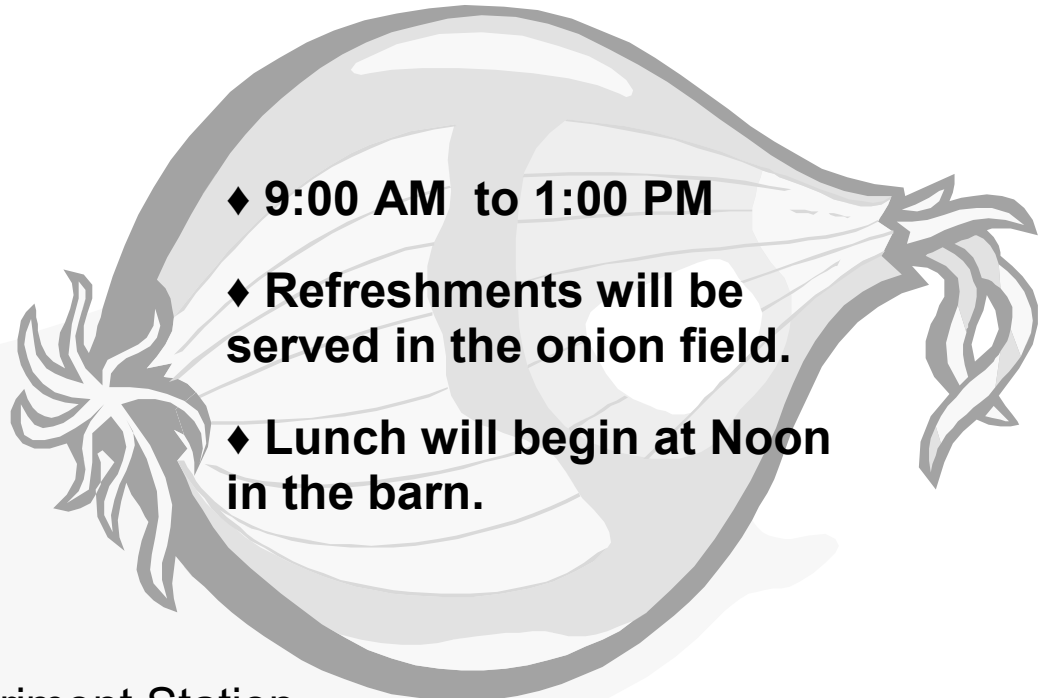 ♦ 9:00 AM to 1:00 PM
♦ Refreshments will be
served in the onion field.
♦ Lunch will begin at Noon
in the barn.
Station